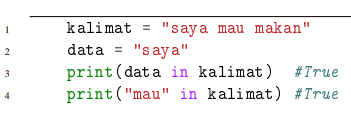 1 kalimat = "saya mau makan"
2 data = "saya"
3 print(data in kalimat)  #True
4 print("mau" in kalimat) #True